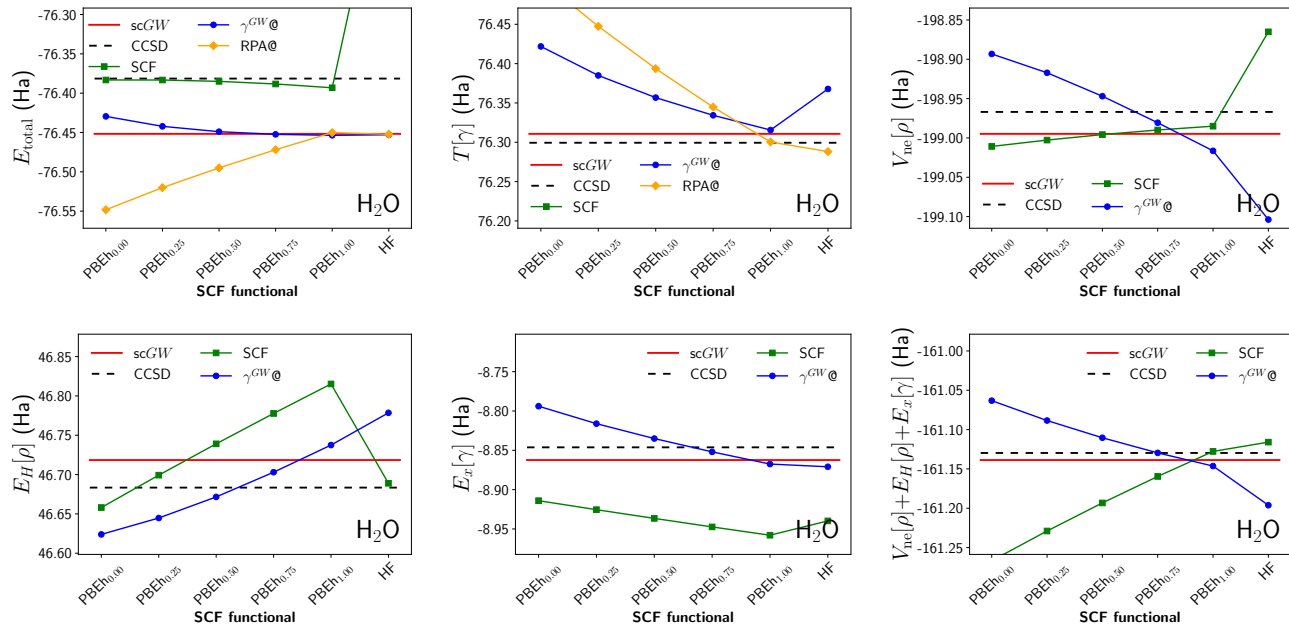 E_total (Ha)
-76.30
-76.35
-76.40
-76.45
-76.50
-76.55
scGW
CCSD
SCF
γ^GW@
RPA@
H₂O
PBEh₀.₀₀
PBEh₀.₂₅
PBEh₀.₅₀
PBEh₀.₇₅
PBEh₁.₀₀
HF
SCF functional
T[γ] (Ha)
76.45
76.40
76.35
76.30
76.25
76.20
scGW
CCSD
SCF
γ^GW@
RPA@
H₂O
PBEh₀.₀₀
PBEh₀.₂₅
PBEh₀.₅₀
PBEh₀.₇₅
PBEh₁.₀₀
HF
SCF functional
V_ne[ρ] (Ha)
-198.85
-198.90
-198.95
-199.00
-199.05
-199.10
scGW
CCSD
SCF
γ^GW@
H₂O
PBEh₀.₀₀
PBEh₀.₂₅
PBEh₀.₅₀
PBEh₀.₇₅
PBEh₁.₀₀
HF
SCF functional
E_H[ρ] (Ha)
46.85
46.80
46.75
46.70
46.65
46.60
scGW
CCSD
SCF
γ^GW@
H₂O
PBEh₀.₀₀
PBEh₀.₂₅
PBEh₀.₅₀
PBEh₀.₇₅
PBEh₁.₀₀
HF
SCF functional
E_x[γ] (Ha)
-8.75
-8.80
-8.85
-8.90
-8.95
scGW
CCSD
SCF
γ^GW@
H₂O
PBEh₀.₀₀
PBEh₀.₂₅
PBEh₀.₅₀
PBEh₀.₇₅
PBEh₁.₀₀
HF
SCF functional
V_ne[ρ]+E_H[ρ]+E_x[γ] (Ha)
-161.00
-161.05
-161.10
-161.15
-161.20
-161.25
scGW
CCSD
SCF
γ^GW@
H₂O
PBEh₀.₀₀
PBEh₀.₂₅
PBEh₀.₅₀
PBEh₀.₇₅
PBEh₁.₀₀
HF
SCF functional